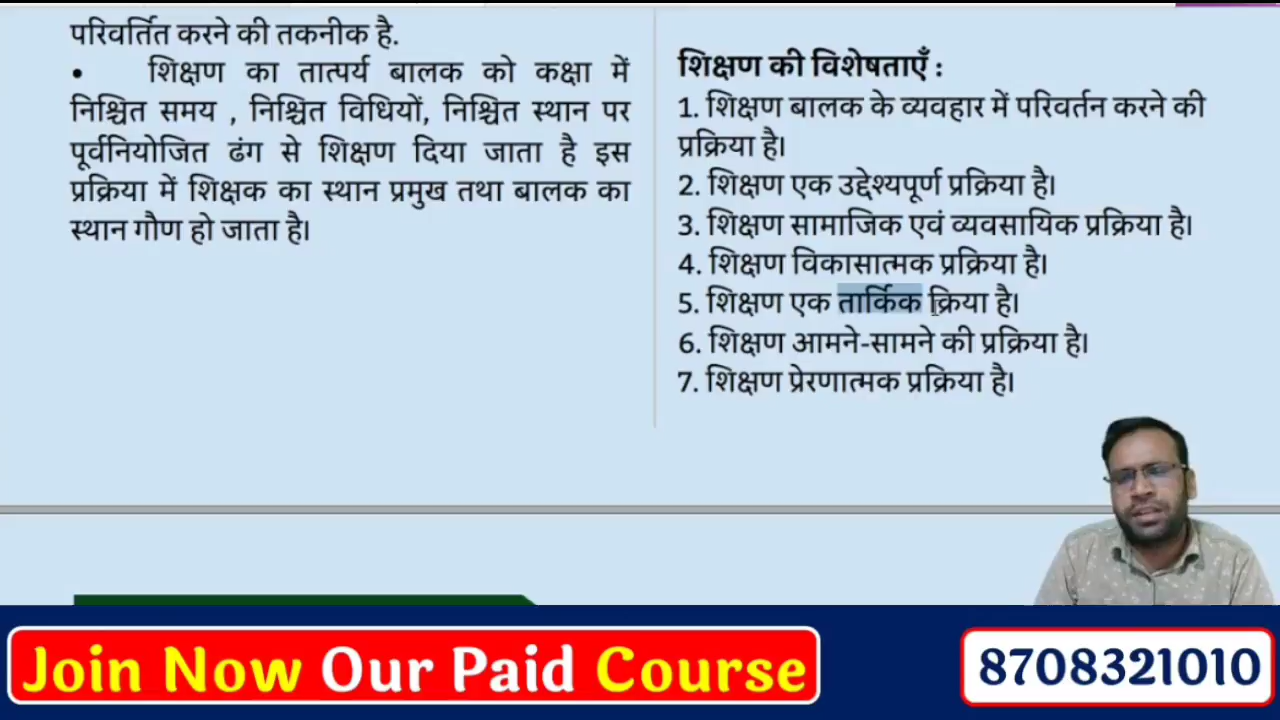 परिवर्तित करने की तकनीक है.
• शिक्षण का तात्पर्य बालक को कक्षा में
निश्चित समय , निश्चित विधियों, निश्चित स्थान पर
पूर्वनियोजित ढंग से शिक्षण दिया जाता है इस
प्रक्रिया में शिक्षक का स्थान प्रमुख तथा बालक का
स्थान गौण हो जाता है।
शिक्षण की विशेषताएँ :
1. शिक्षण बालक के व्यवहार में परिवर्तन करने की
प्रक्रिया है।
2. शिक्षण एक उद्देश्यपूर्ण प्रक्रिया है।
3. शिक्षण सामाजिक एवं व्यवसायिक प्रक्रिया है।
4. शिक्षण विकासात्मक प्रक्रिया है।
5. शिक्षण एक तार्किक क्रिया है।
6. शिक्षण आमने-सामने की प्रक्रिया है।
7. शिक्षण प्रेरणात्मक प्रक्रिया है।
Join Now Our Paid Course
8708321010